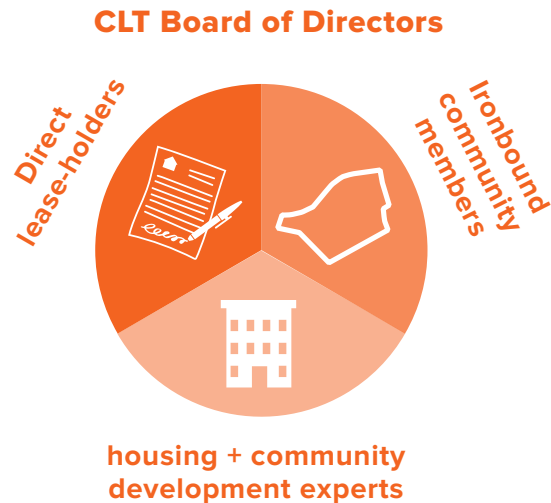 CLT Board of Directors
Direct
lease-holders
Ironbound
community
members
housing + community
development experts